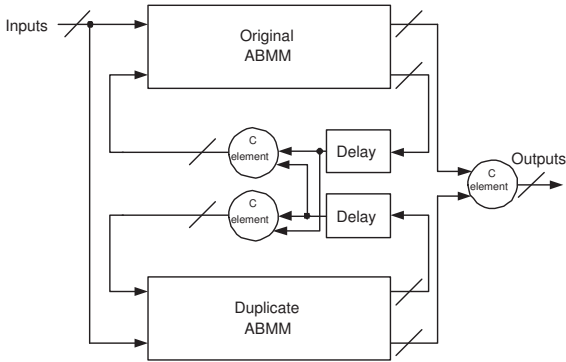 Inputs
Original
ABMM
C
element
Delay
C
element
Outputs
C
element
Delay
Duplicate
ABMM